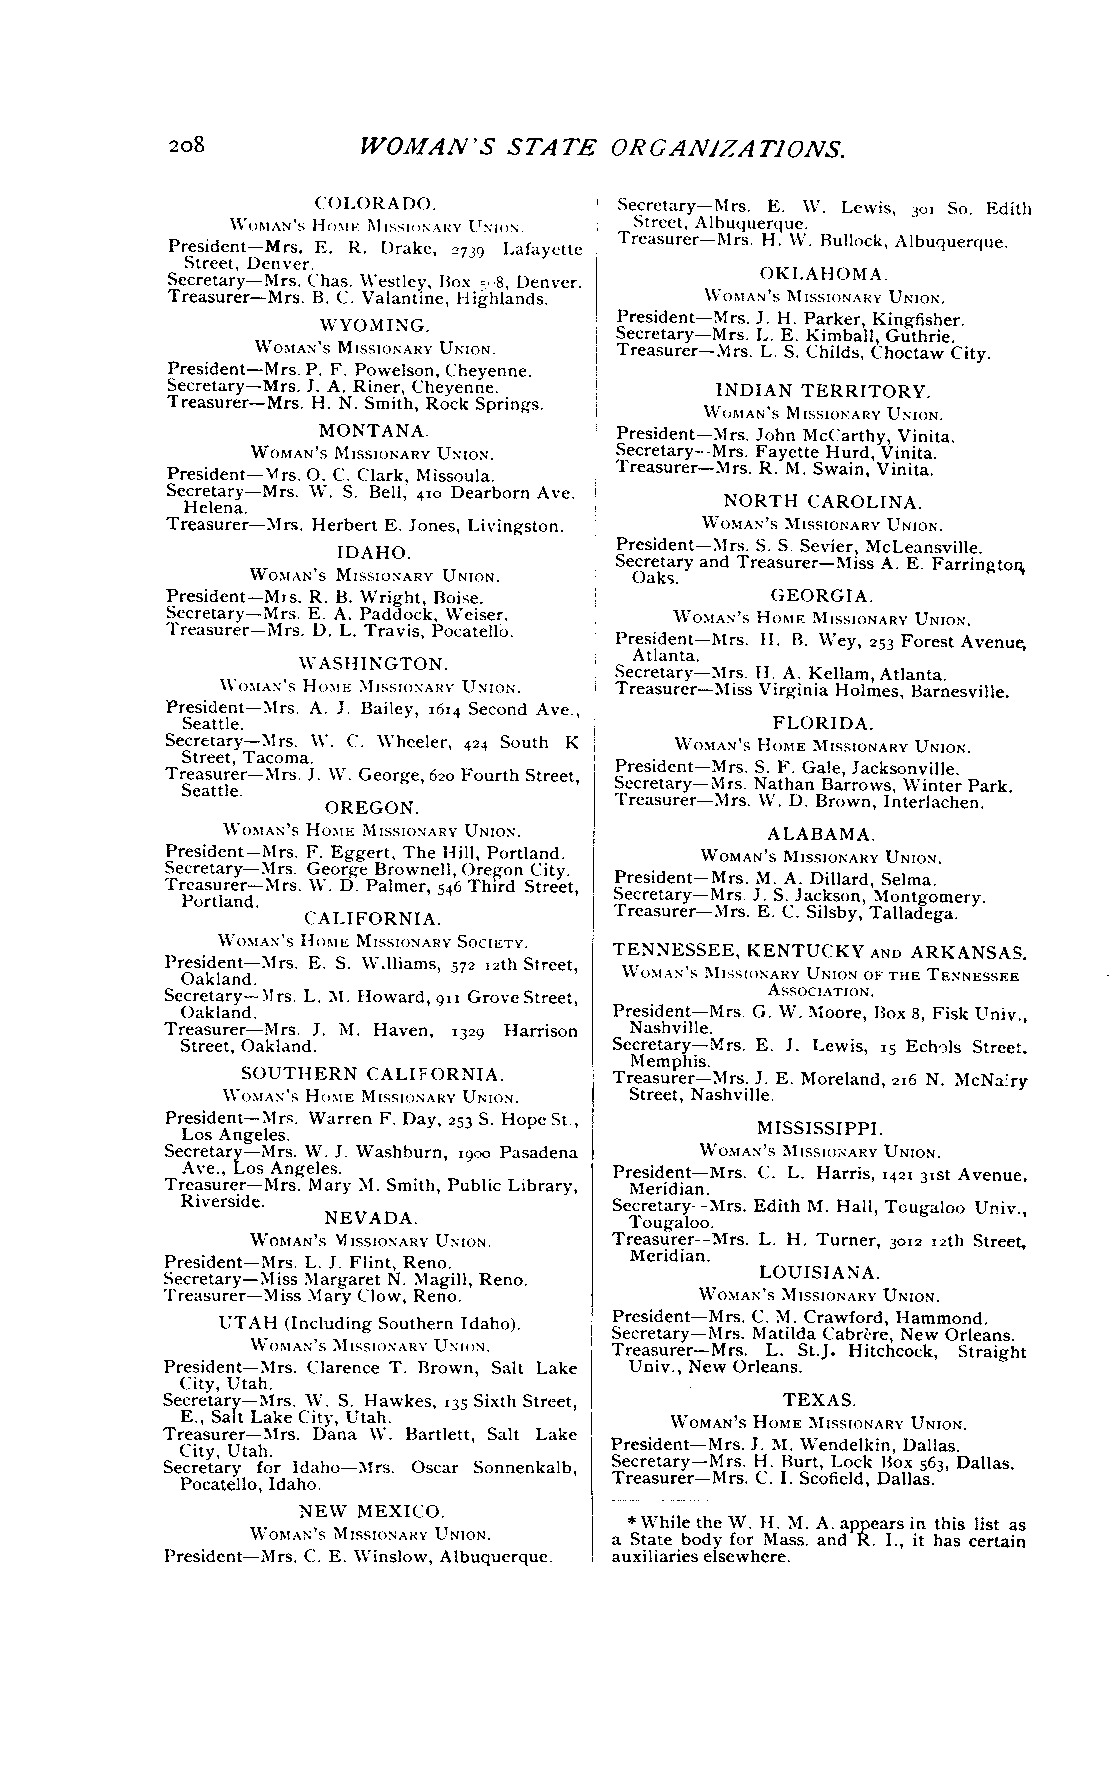 208 WOMAN'S STATE ORGANIZATIONS.
COLORADO.
WOMAN'S HOME MISSIONARY UNION.
President—Mrs. E. R. Drake, 2739 Lafayette
Street, Denver.
Secretary—Mrs. Chas. Westley, Box 8, Denver.
Treasurer—Mrs. B. C. Valantine, Highlands.
WYOMING.
WOMAN'S MISSIONARY UNION.
President—Mrs. P. F. Powelson, Cheyenne.
Secretary—Mrs. J. A. Riner, Cheyenne.
Treasurer—Mrs. H. N. Smith, Rock Springs.
MONTANA.
WOMAN'S MISSIONARY UNION.
President—Mrs. O. C. Clark, Missoula.
Secretary—Mrs. W. S. Bell, 410 Dearborn Ave.
Helena.
Treasurer—Mrs. Herbert E. Jones, Livingston.
IDAHO.
WOMAN'S MISSIONARY UNION.
President—Mrs. R. B. Wright, Boise.
Secretary—Mrs. E. A. Paddock, Weiser.
Treasurer—Mrs. D. L. Travis, Pocatello.
WASHINGTON.
WOMAN'S HOME MISSIONARY UNION.
President—Mrs. A. J. Bailey, 1614 Second Ave.,
Seattle.
Secretary—Mrs. W. C. Wheeler, 424 South K
Street, Tacoma.
Treasurer—Mrs. J. W. George, 620 Fourth Street,
Seattle.
OREGON.
WOMAN'S HOME MISSIONARY UNION.
President—Mrs. F. Eggert, The Hill, Portland.
Secretary—Mrs. George Brownell, Oregon City.
Treasurer—Mrs. W. D. Palmer, 546 Third Street,
Portland.
CALIFORNIA.
WOMAN'S HOME MISSIONARY SOCIETY.
President—Mrs. E. S. Williams, 572 12th Street,
Oakland.
Secretary—Mrs. L. M. Howard, 911 Grove Street,
Oakland.
Treasurer—Mrs. J. M. Haven, 1329 Harrison
Street, Oakland.
SOUTHERN CALIFORNIA.
WOMAN'S HOME MISSIONARY UNION.
President—Mrs. Warren F. Day, 253 S. Hope St.,
Los Angeles.
Secretary—Mrs. W. J. Washburn, 1900 Pasadena
Ave., Los Angeles.
Treasurer—Mrs. Mary M. Smith, Public Library,
Riverside.
NEVADA.
WOMAN'S MISSIONARY UNION.
President—Mrs. L. J. Flint, Reno.
Secretary—Miss Margaret N. Magill, Reno.
Treasurer—Miss Mary Clow, Reno.
UTAH (Including Southern Idaho).
WOMAN'S MISSIONARY UNION.
President—Mrs. Clarence T. Brown, Salt Lake
City, Utah.
Secretary—Mrs. W. S. Hawkes, 135 Sixth Street,
E., Salt Lake City, Utah.
Treasurer—Mrs. Dana W. Bartlett, Salt Lake
City, Utah.
Secretary for Idaho—Mrs. Oscar Sonnenkalb,
Pocatello, Idaho.
NEW MEXICO.
WOMAN'S MISSIONARY UNION.
President—Mrs. C. E. Winslow, Albuquerque.
Secretary—Mrs. E. W. Lewis, 301 So. Edith
Street, Albuquerque.
Treasurer—Mrs. H. W. Bullock, Albuquerque.
OKLAHOMA.
WOMAN'S MISSIONARY UNION.
President—Mrs. J. H. Parker, Kingfisher.
Secretary—Mrs. L. E. Kimball, Guthrie.
Treasurer—Mrs. L. S. Childs, Choctaw City.
INDIAN TERRITORY.
WOMAN'S MISSIONARY UNION.
President—Mrs. John McCarthy, Vinita.
Secretary—Mrs. Fayette Hurd, Vinita.
Treasurer—Mrs. R. M. Swain, Vinita.
NORTH CAROLINA.
WOMAN'S MISSIONARY UNION.
President—Mrs. S. S. Sevier, McLeansville.
Secretary and Treasurer—Miss A. E. Farrington,
Oaks.
GEORGIA.
WOMAN'S HOME MISSIONARY UNION.
President—Mrs. H. B. Wey, 253 Forest Avenue,
Atlanta.
Secretary—Mrs. H. A. Kellam, Atlanta.
Treasurer—Miss Virginia Holmes, Barnesville.
FLORIDA.
WOMAN'S HOME MISSIONARY UNION.
President—Mrs. S. F. Gale, Jacksonville.
Secretary—Mrs. Nathan Barrows, Winter Park.
Treasurer—Mrs. W. D. Brown, Interlachen.
ALABAMA.
WOMAN'S MISSIONARY UNION.
President—Mrs. M. A. Dillard, Selma.
Secretary—Mrs. J. S. Jackson, Montgomery.
Treasurer—Mrs. E. C. Silsby, Talladega.
TENNESSEE, KENTUCKY AND ARKANSAS.
WOMAN'S MISSIONARY UNION OF THE TENNESSEE
ASSOCIATION.
President—Mrs. G. W. Moore, Box 8, Fisk Univ.,
Nashville.
Secretary—Mrs. E. J. Lewis, 15 Echols Street.
Memphis.
Treasurer—Mrs. J. E. Moreland, 216 N. McNairy
Street, Nashville.
MISSISSIPPI.
WOMAN'S MISSIONARY UNION.
President—Mrs. C. L. Harris, 1421 31st Avenue,
Meridian.
Secretary—Mrs. Edith M. Hall, Tougaloo Univ.,
Tougaloo.
Treasurer—Mrs. L. H. Turner, 3012 12th Street,
Meridian.
LOUISIANA.
WOMAN'S MISSIONARY UNION.
President—Mrs. C. M. Crawford, Hammond.
Secretary—Mrs. Matilda Cabrère, New Orleans.
Treasurer—Mrs. L. St.J. Hitchcock, Straight
Univ., New Orleans.
TEXAS.
WOMAN'S HOME MISSIONARY UNION.
President—Mrs. J. M. Wendelkin, Dallas.
Secretary—Mrs. H. Burt, Lock Box 563, Dallas.
Treasurer—Mrs. C. I. Scofield, Dallas.
* While the W. H. M. A. appears in this list as
a State body for Mass. and R. I., it has certain
auxiliaries elsewhere.